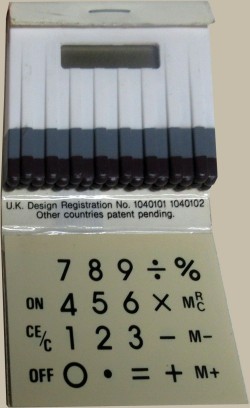 U.K. Design Registration No. 1040101 1040102
Other countries patent pending.
7 8 9 ÷ %
ON 4 5 6 × MR/C
CE/C 1 2 3 − M−
OFF 0 • = + M+